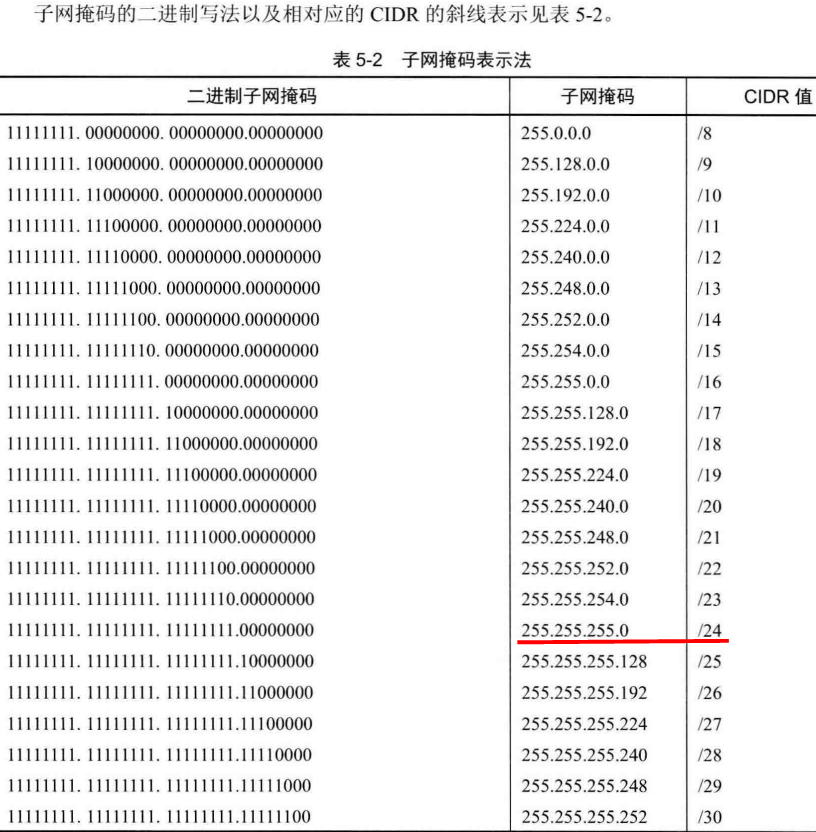 子网掩码的二进制写法以及相对应的 CIDR 的斜线表示见表 5-2。
表 5-2 子网掩码表示法
二进制子网掩码 子网掩码 CIDR 值
11111111. 00000000. 00000000.00000000 255.0.0.0 /8
11111111. 10000000. 00000000.00000000 255.128.0.0 /9
11111111. 11000000. 00000000.00000000 255.192.0.0 /10
11111111. 11100000. 00000000.00000000 255.224.0.0 /11
11111111. 11110000. 00000000.00000000 255.240.0.0 /12
11111111. 11111000. 00000000.00000000 255.248.0.0 /13
11111111. 11111100. 00000000.00000000 255.252.0.0 /14
11111111. 11111110. 00000000.00000000 255.254.0.0 /15
11111111. 11111111. 00000000.00000000 255.255.0.0 /16
11111111. 11111111. 10000000.00000000 255.255.128.0 /17
11111111. 11111111. 11000000.00000000 255.255.192.0 /18
11111111. 11111111. 11100000.00000000 255.255.224.0 /19
11111111. 11111111. 11110000.00000000 255.255.240.0 /20
11111111. 11111111. 11111000.00000000 255.255.248.0 /21
11111111. 11111111. 11111100.00000000 255.255.252.0 /22
11111111. 11111111. 11111110.00000000 255.255.254.0 /23
11111111. 11111111. 11111111.00000000 255.255.255.0 /24
11111111. 11111111. 11111111.10000000 255.255.255.128 /25
11111111. 11111111. 11111111.11000000 255.255.255.192 /26
11111111. 11111111. 11111111.11100000 255.255.255.224 /27
11111111. 11111111. 11111111.11110000 255.255.255.240 /28
11111111. 11111111. 11111111.11111000 255.255.255.248 /29
11111111. 11111111. 11111111.11111100 255.255.255.252 /30